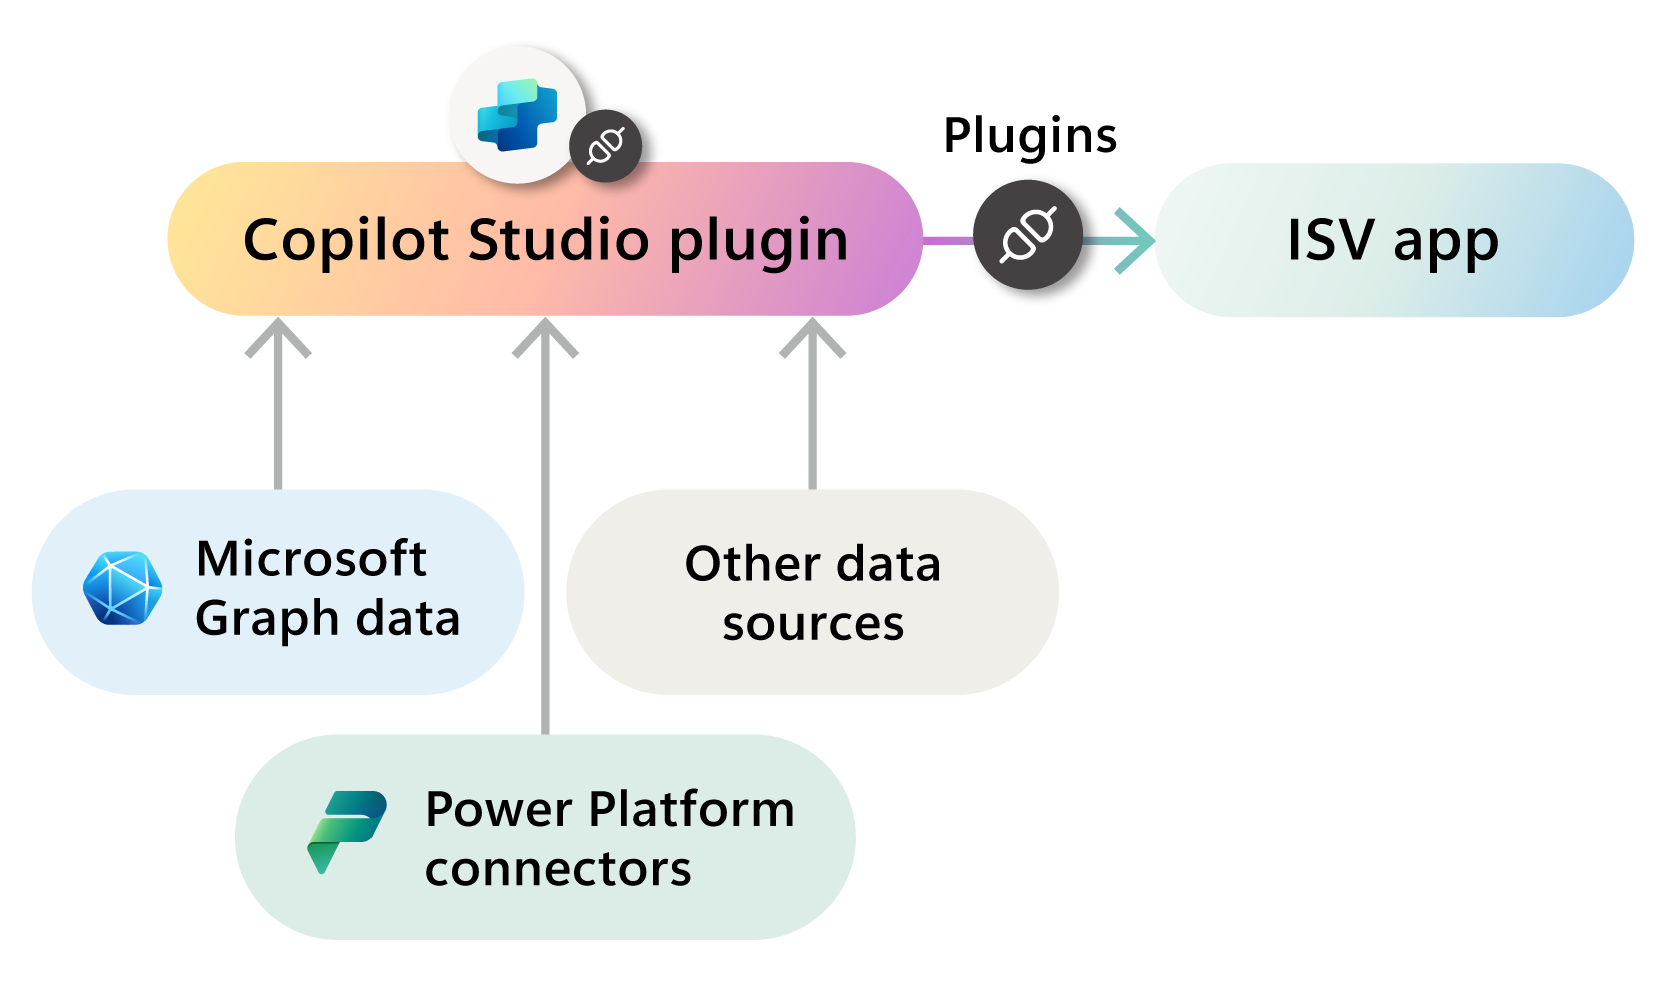 Plugins
Copilot Studio plugin
ISV app
Microsoft
Graph data
Other data
sources
Power Platform
connectors